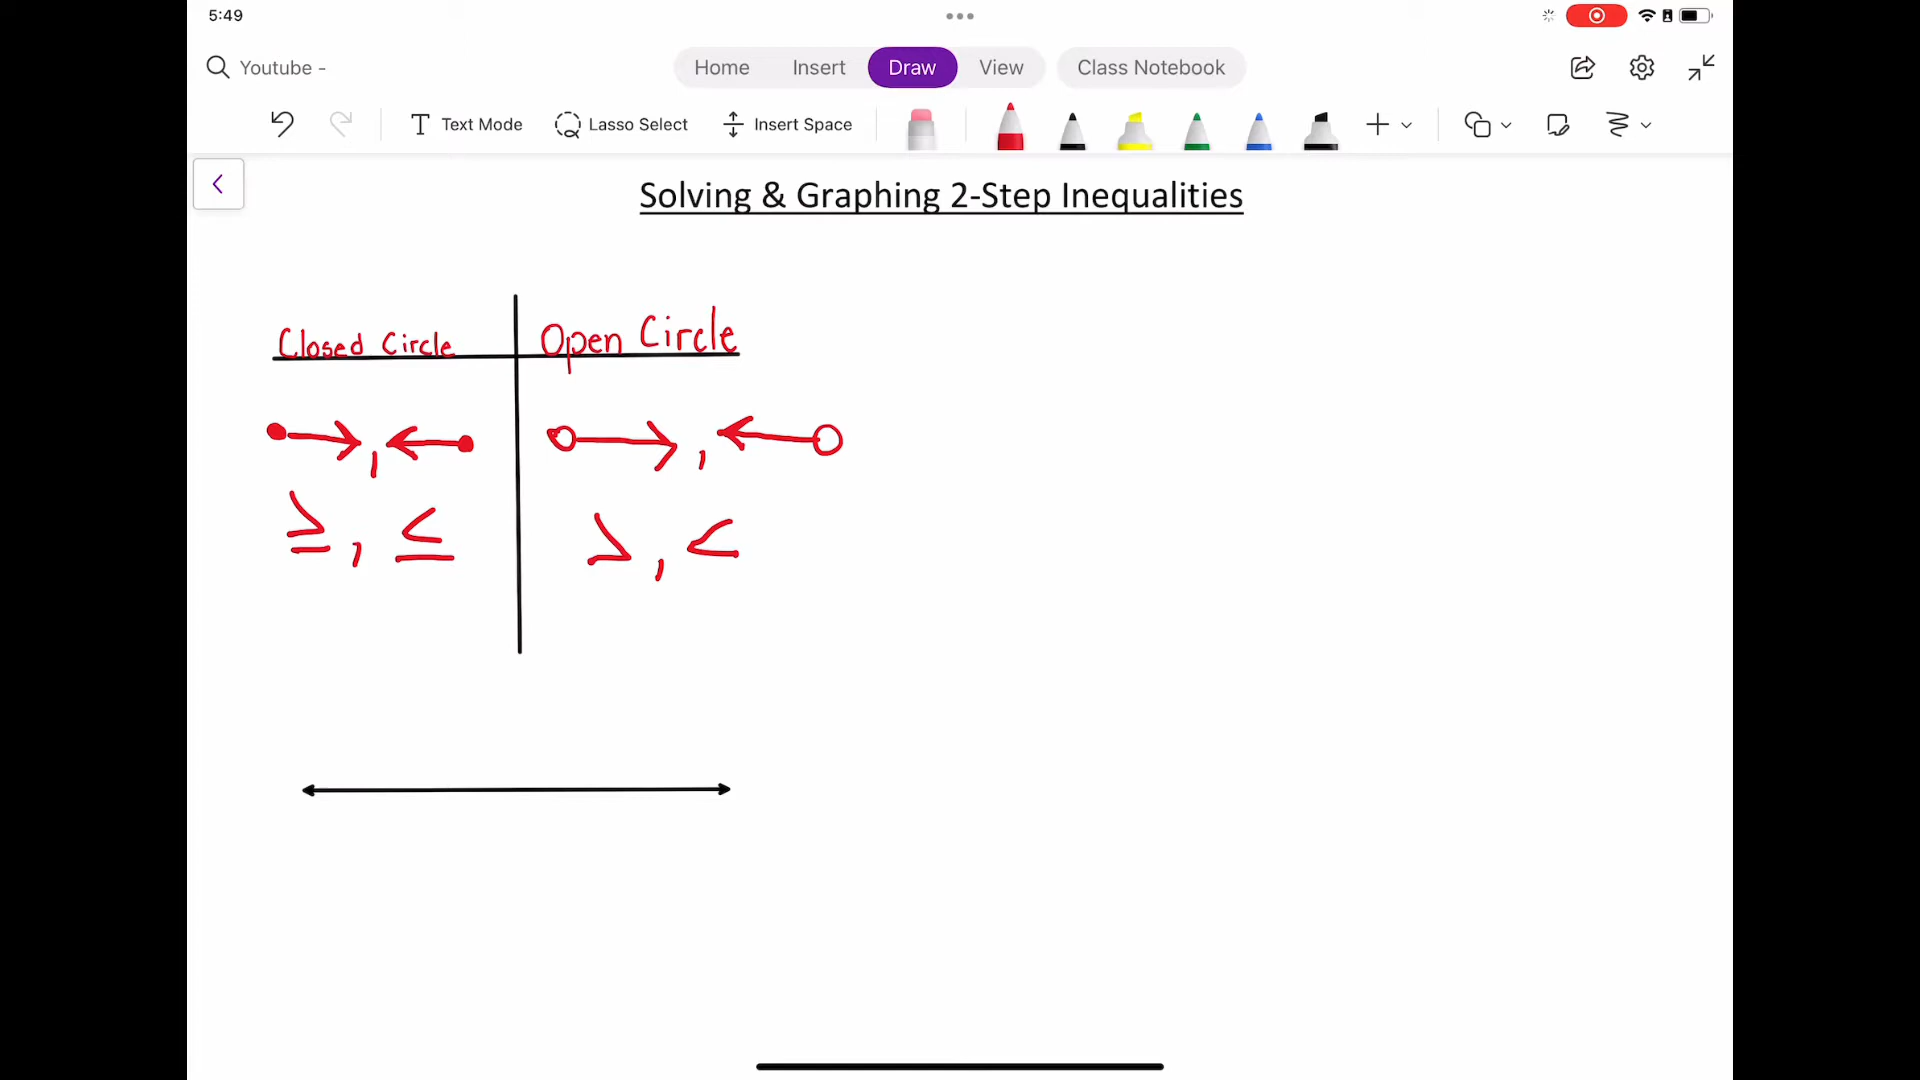 5:49
Youtube -
Home Insert Draw View Class Notebook
Text Mode Lasso Select Insert Space
Solving & Graphing 2-Step Inequalities
Closed Circle Open Circle
, ,
≥, ≤ >, <